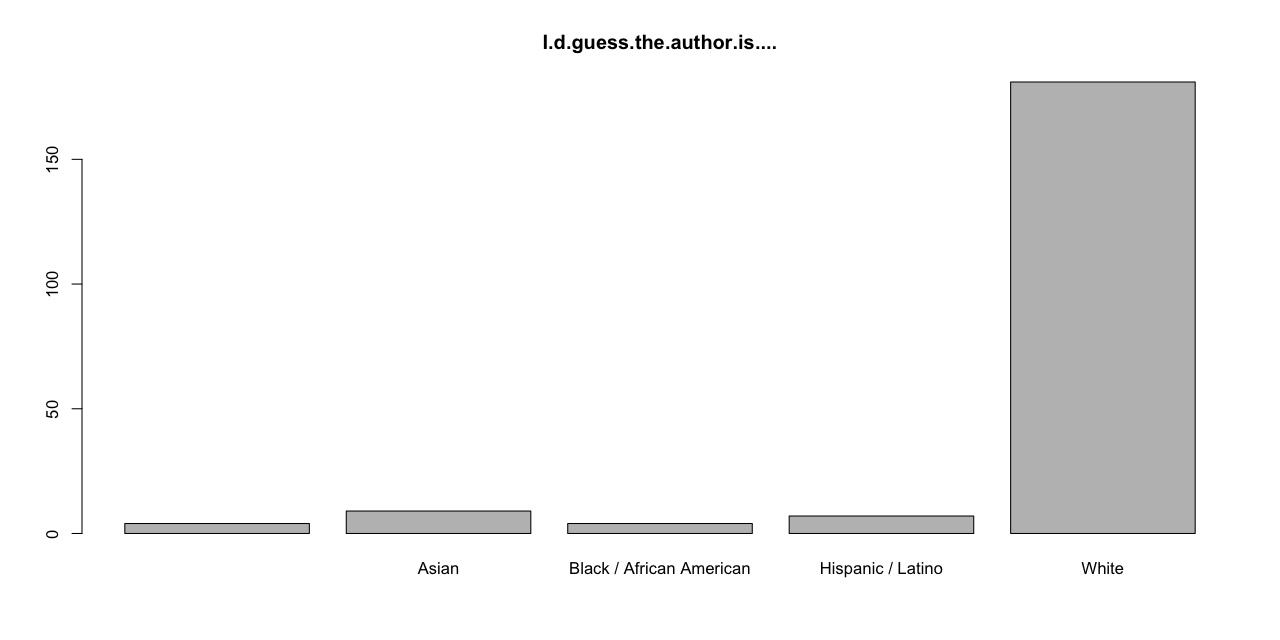 I.d.guess.the.author.is....
150
100
50
0
Asian
Black / African American
Hispanic / Latino
White